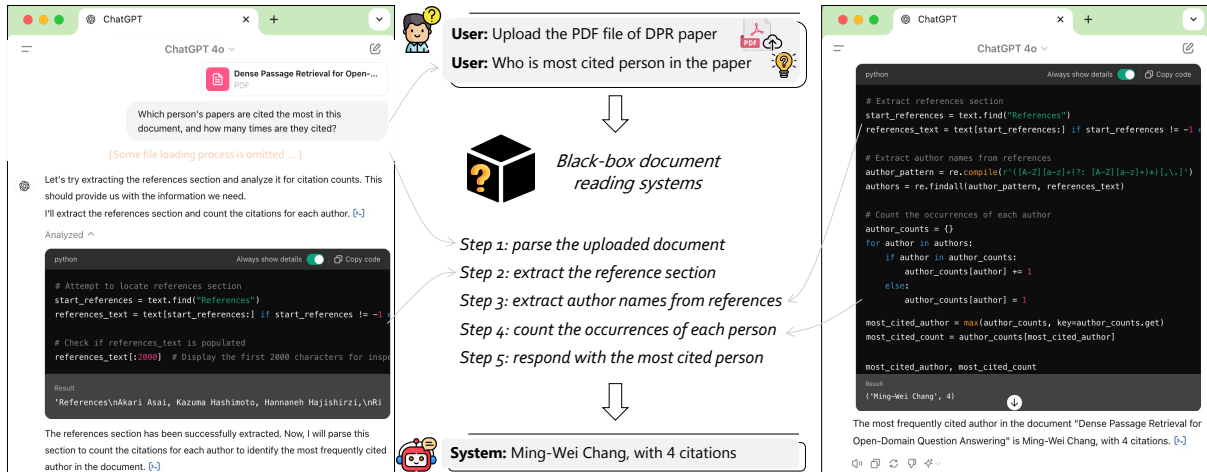 ChatGPT
ChatGPT 4o
Dense Passage Retrieval for Open-...
PDF
Which person's papers are cited the most in this
document, and how many times are they cited?
[Some file loading process is omitted ... ]
Let's try extracting the references section and analyze it for citation counts. This
should provide us with the information we need.
I'll extract the references section and count the citations for each author. [>-]
Analyzed
python Always show details Copy code
# Attempt to locate references section
start_references = text.find("References")
references_text = text[start_references:] if start_references != -1 e
# Check if references_text is populated
references_text[:2000]  # Display the first 2000 characters for inspe
Result
'References\nAkari Asai, Kazuma Hashimoto, Hannaneh Hajishirzi,\nRi
The references section has been successfully extracted. Now, I will parse this
section to count the citations for each author to identify the most frequently cited
author in the document. [>-]
User: Upload the PDF file of DPR paper
PDF
User: Who is most cited person in the paper
Black-box document
reading systems
Step 1: parse the uploaded document
Step 2: extract the reference section
Step 3: extract author names from references
Step 4: count the occurrences of each person
Step 5: respond with the most cited person
System: Ming-Wei Chang, with 4 citations
ChatGPT
ChatGPT 4o
python Always show details Copy code
# Extract references section
start_references = text.find("References")
references_text = text[start_references:] if start_references != -1 e
# Extract author names from references
author_pattern = re.compile(r'([A-Z][a-z]+(?: [A-Z][a-z]+)*)[,\.]')
authors = re.findall(author_pattern, references_text)
# Count the occurrences of each author
author_counts = {}
for author in authors:
    if author in author_counts:
        author_counts[author] += 1
    else:
        author_counts[author] = 1
most_cited_author = max(author_counts, key=author_counts.get)
most_cited_count = author_counts[most_cited_author]
most_cited_author, most_cited_count
Result
('Ming-Wei Chang', 4)
The most frequently cited author in the document "Dense Passage Retrieval for
Open-Domain Question Answering" is Ming-Wei Chang, with 4 citations. [>-]